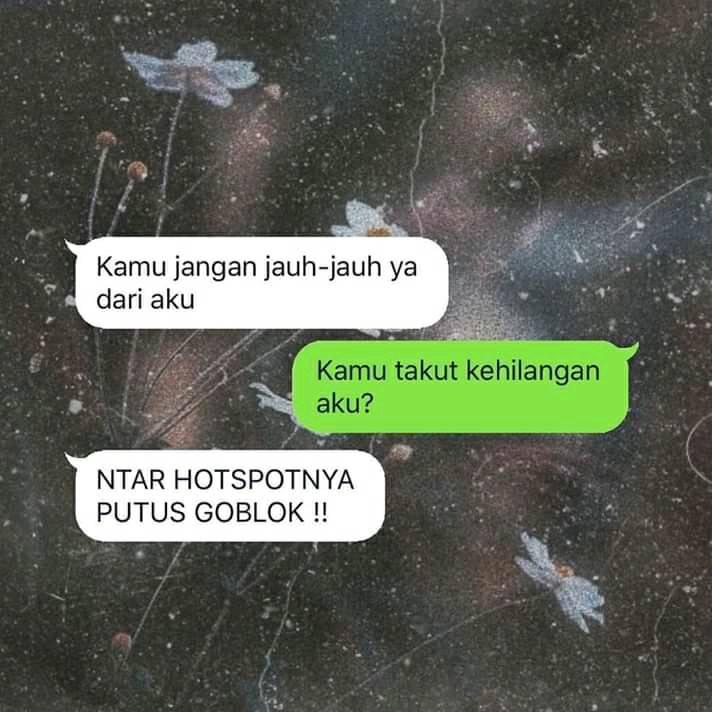 Kamu jangan jauh-jauh ya
dari aku
Kamu takut kehilangan
aku?
NTAR HOTSPOTNYA
PUTUS GOBLOK !!